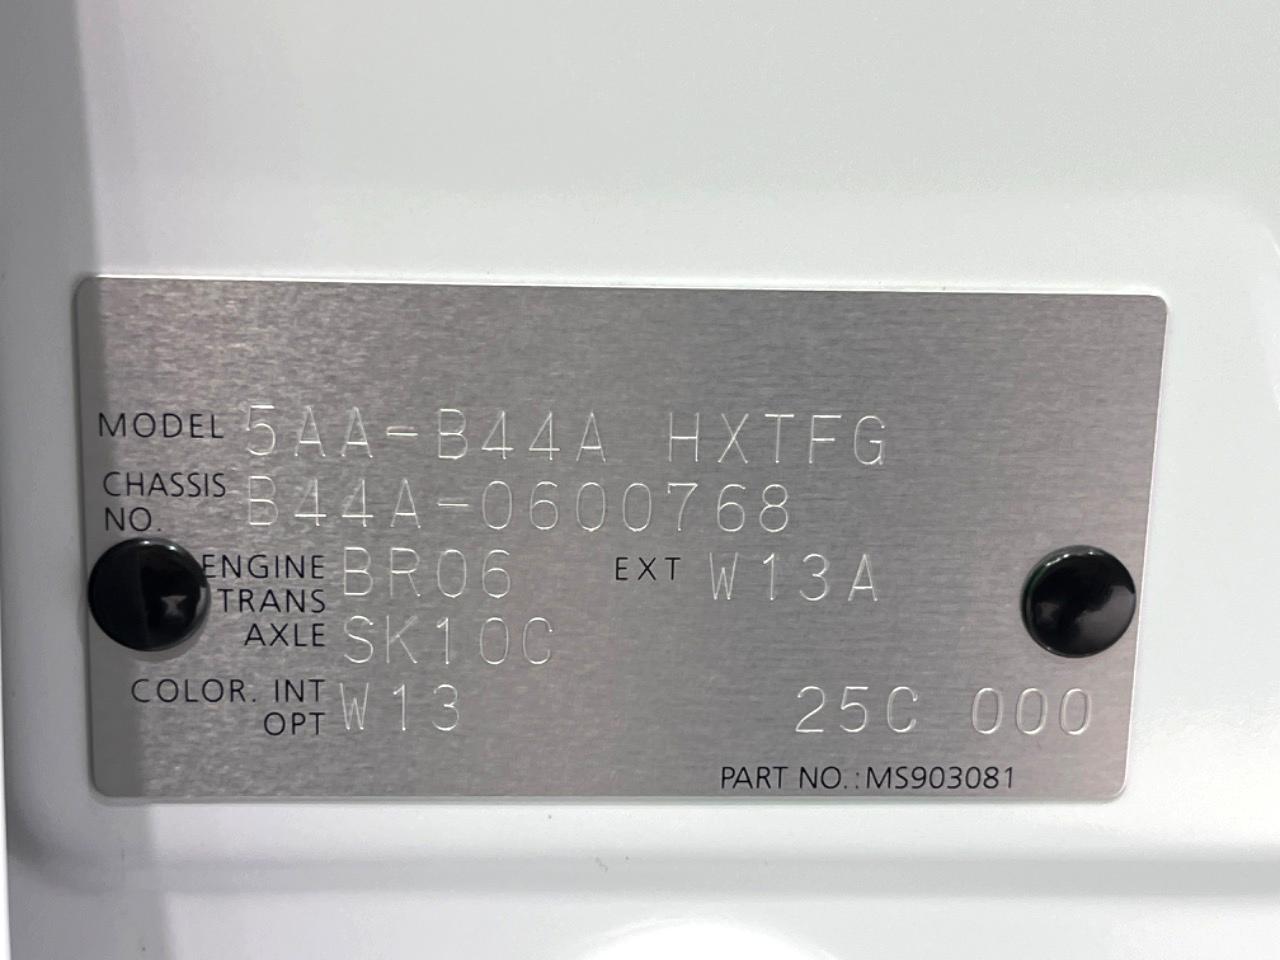 MODEL 5AA-B44A HXTFG
CHASSIS NO. B44A-0600768
ENGINE BR06 EXT W13A
TRANS AXLE SK10C
COLOR. INT OPT W13 25C 000
PART NO.: MS903081